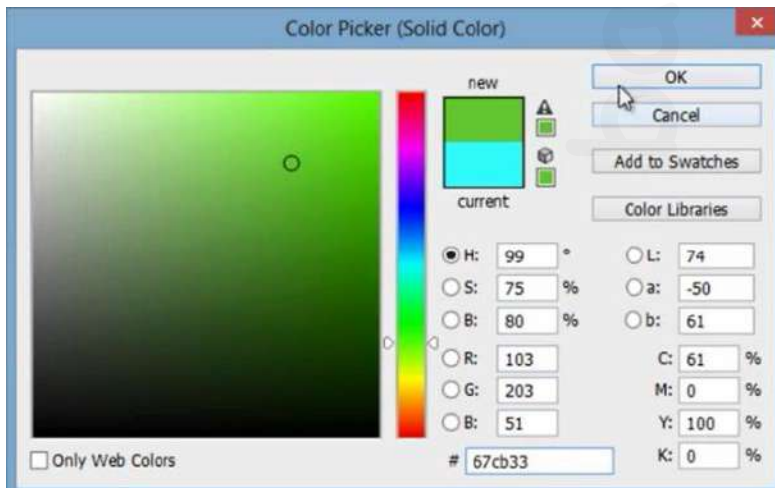 Color Picker (Solid Color)
new
current
OK
Cancel
Add to Swatches
Color Libraries
H: 99 °
S: 75 %
B: 80 %
R: 103
G: 203
B: 51
# 67cb33
L: 74
a: -50
b: 61
C: 61 %
M: 0 %
Y: 100 %
K: 0 %
Only Web Colors